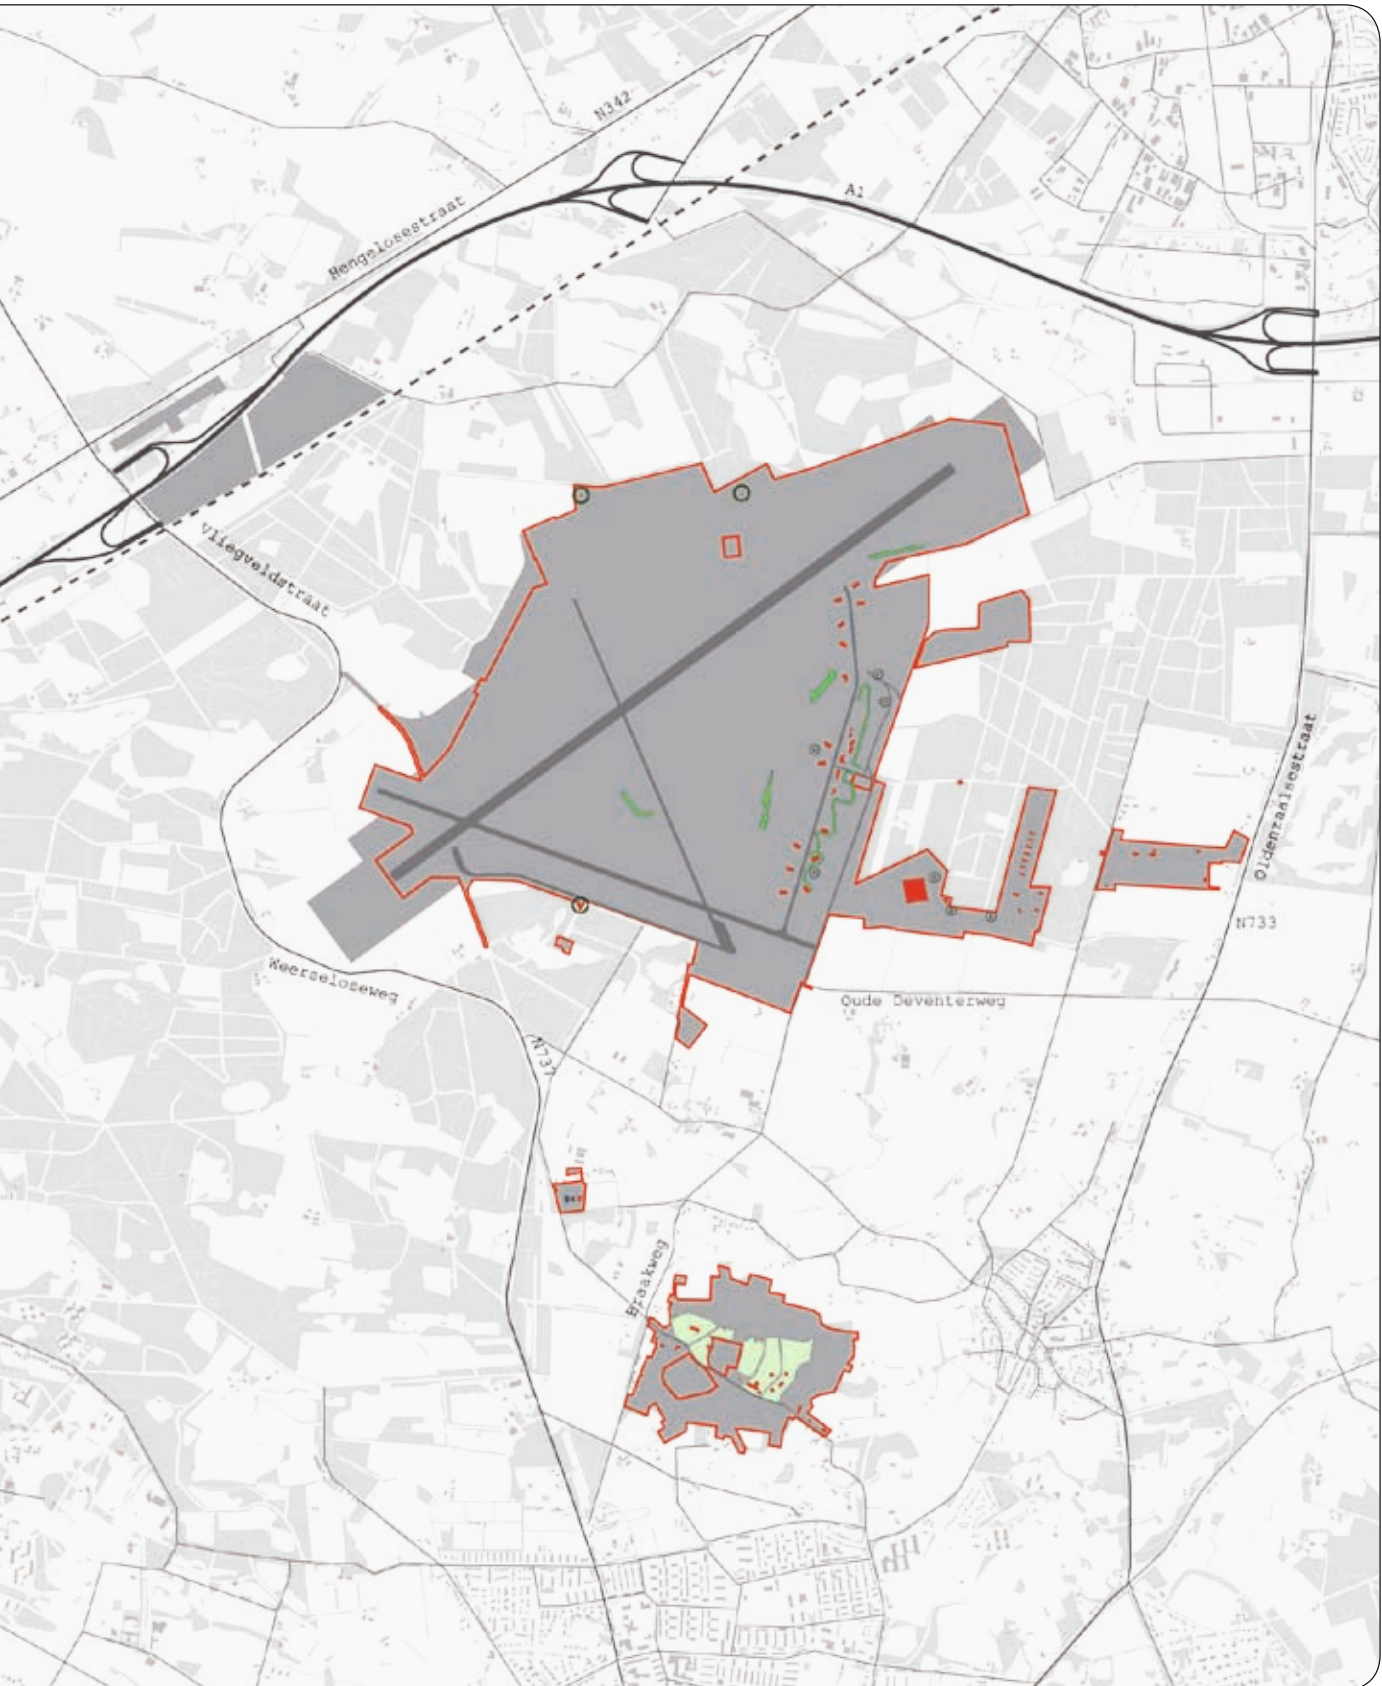 N342
A1
Hengelosestraat
Vliegveldstraat
Oldenzaalsestraat
N733
Weerseloseweg
Oude Deventerweg
N737
Braakweg